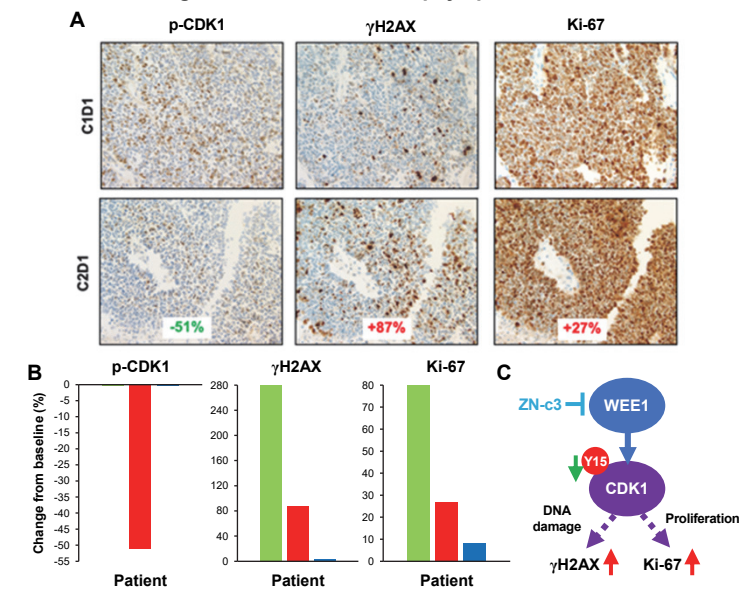 A
p-CDK1
γH2AX
Ki-67
C1D1
C2D1
-51%
+87%
+27%
B
p-CDK1
γH2AX
Ki-67
Change from baseline (%)
0
-5
-10
-15
-20
-25
-30
-35
-40
-45
-50
-55
Patient
280
240
200
160
120
80
40
0
Patient
80
70
60
50
40
30
20
10
0
Patient
C
ZN-c3
WEE1
Y15
CDK1
DNA
damage
Proliferation
γH2AX
Ki-67